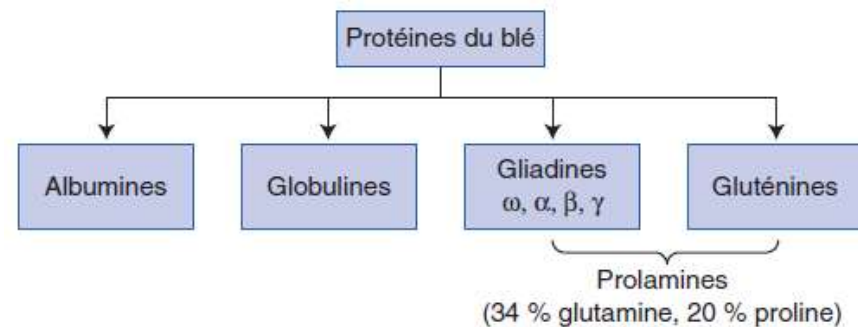 Protéines du blé
Albumines
Globulines
Gliadines
ω, α, β, γ
Gluténines
Prolamines
(34 % glutamine, 20 % proline)